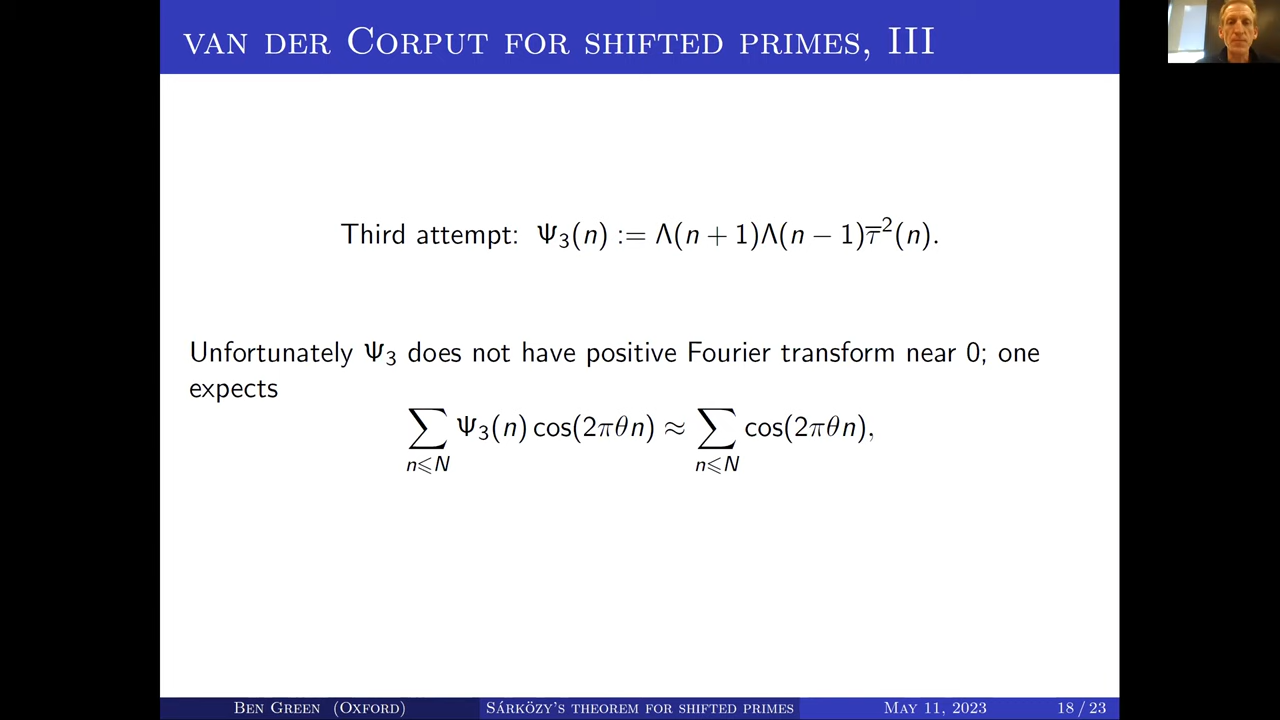 VAN DER CORPUT FOR SHIFTED PRIMES, III
Third attempt: Ψ₃(n) := Λ(n + 1)Λ(n − 1)τ̅²(n).
Unfortunately Ψ₃ does not have positive Fourier transform near 0; one
expects
∑_{n⩽N} Ψ₃(n) cos(2πθn) ≈ ∑_{n⩽N} cos(2πθn),
BEN GREEN (OXFORD) SÁRKÖZY'S THEOREM FOR SHIFTED PRIMES MAY 11, 2023 18 / 23